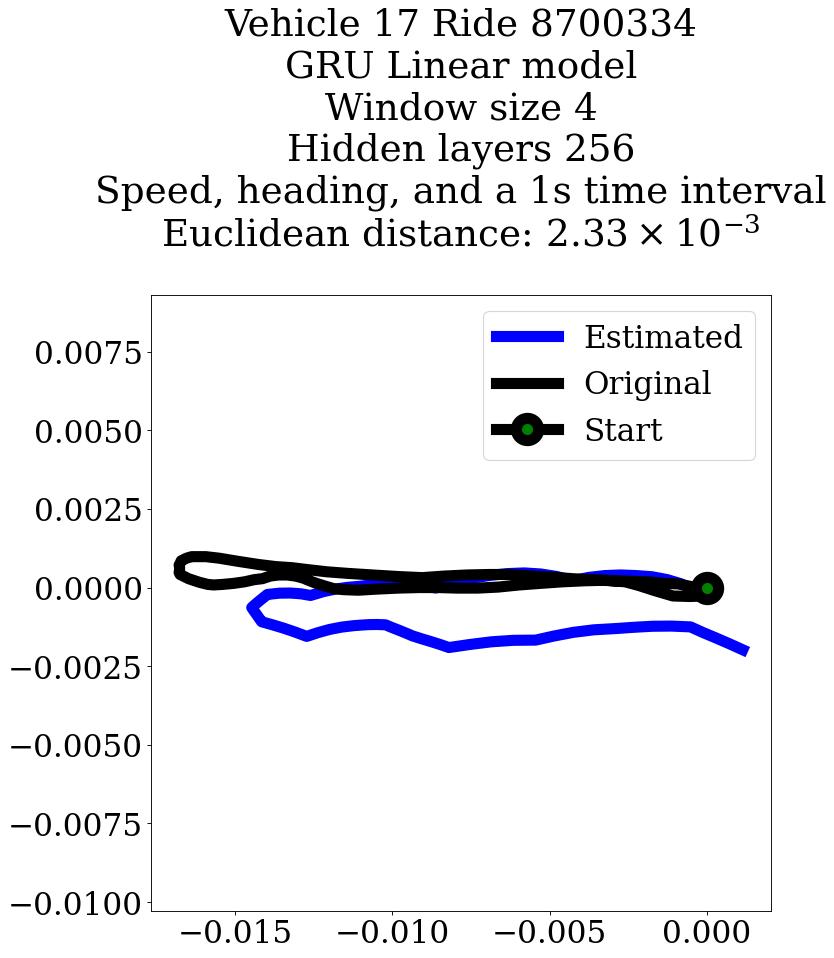 Vehicle 17 Ride 8700334
GRU Linear model
Window size 4
Hidden layers 256
Speed, heading, and a 1s time interval
Euclidean distance: 2.33 × 10⁻³
Estimated
Original
Start
0.0075
0.0050
0.0025
0.0000
−0.0025
−0.0050
−0.0075
−0.0100
−0.015 −0.010 −0.005 0.000